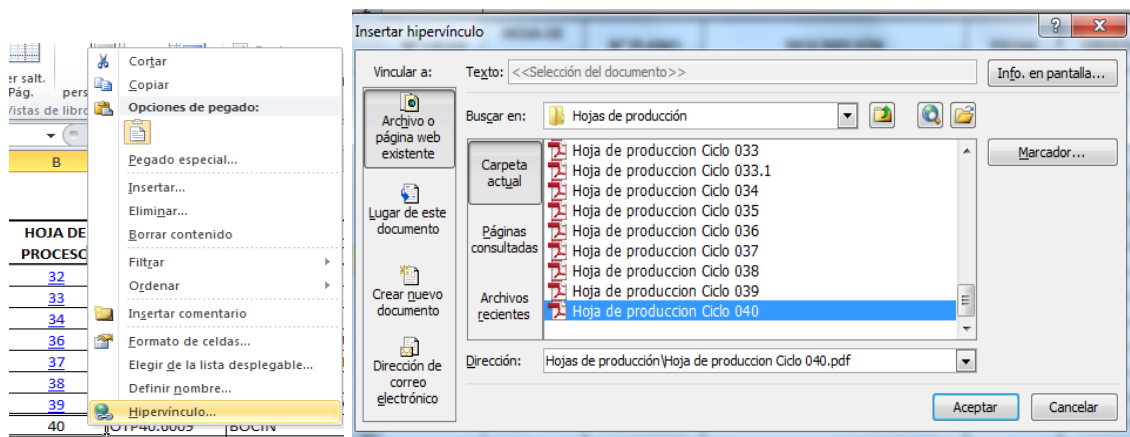 er salt.
Pág.
pers
Vistas de libro
B
HOJA DE
PROCESO
32
33
34
36
37
38
39
40
OTP40.0009
BOCIN
Cortar
Copiar
Opciones de pegado:
Pegado especial...
Insertar...
Eliminar...
Borrar contenido
Filtrar
Ordenar
Insertar comentario
Formato de celdas...
Elegir de la lista desplegable...
Definir nombre...
Hipervínculo...
Insertar hipervínculo
Vincular a:
Texto: <<Selección del documento>>
Info. en pantalla...
Archivo o
página web
existente
Lugar de este
documento
Crear nuevo
documento
Dirección de
correo
electrónico
Buscar en:
Hojas de producción
Carpeta
actual
Páginas
consultadas
Archivos
recientes
Hoja de produccion Ciclo 033
Hoja de produccion Ciclo 033.1
Hoja de produccion Ciclo 034
Hoja de produccion Ciclo 035
Hoja de produccion Ciclo 036
Hoja de produccion Ciclo 037
Hoja de produccion Ciclo 038
Hoja de produccion Ciclo 039
Hoja de produccion Ciclo 040
Marcador...
Dirección:
Hojas de producción\Hoja de produccion Ciclo 040.pdf
Aceptar
Cancelar